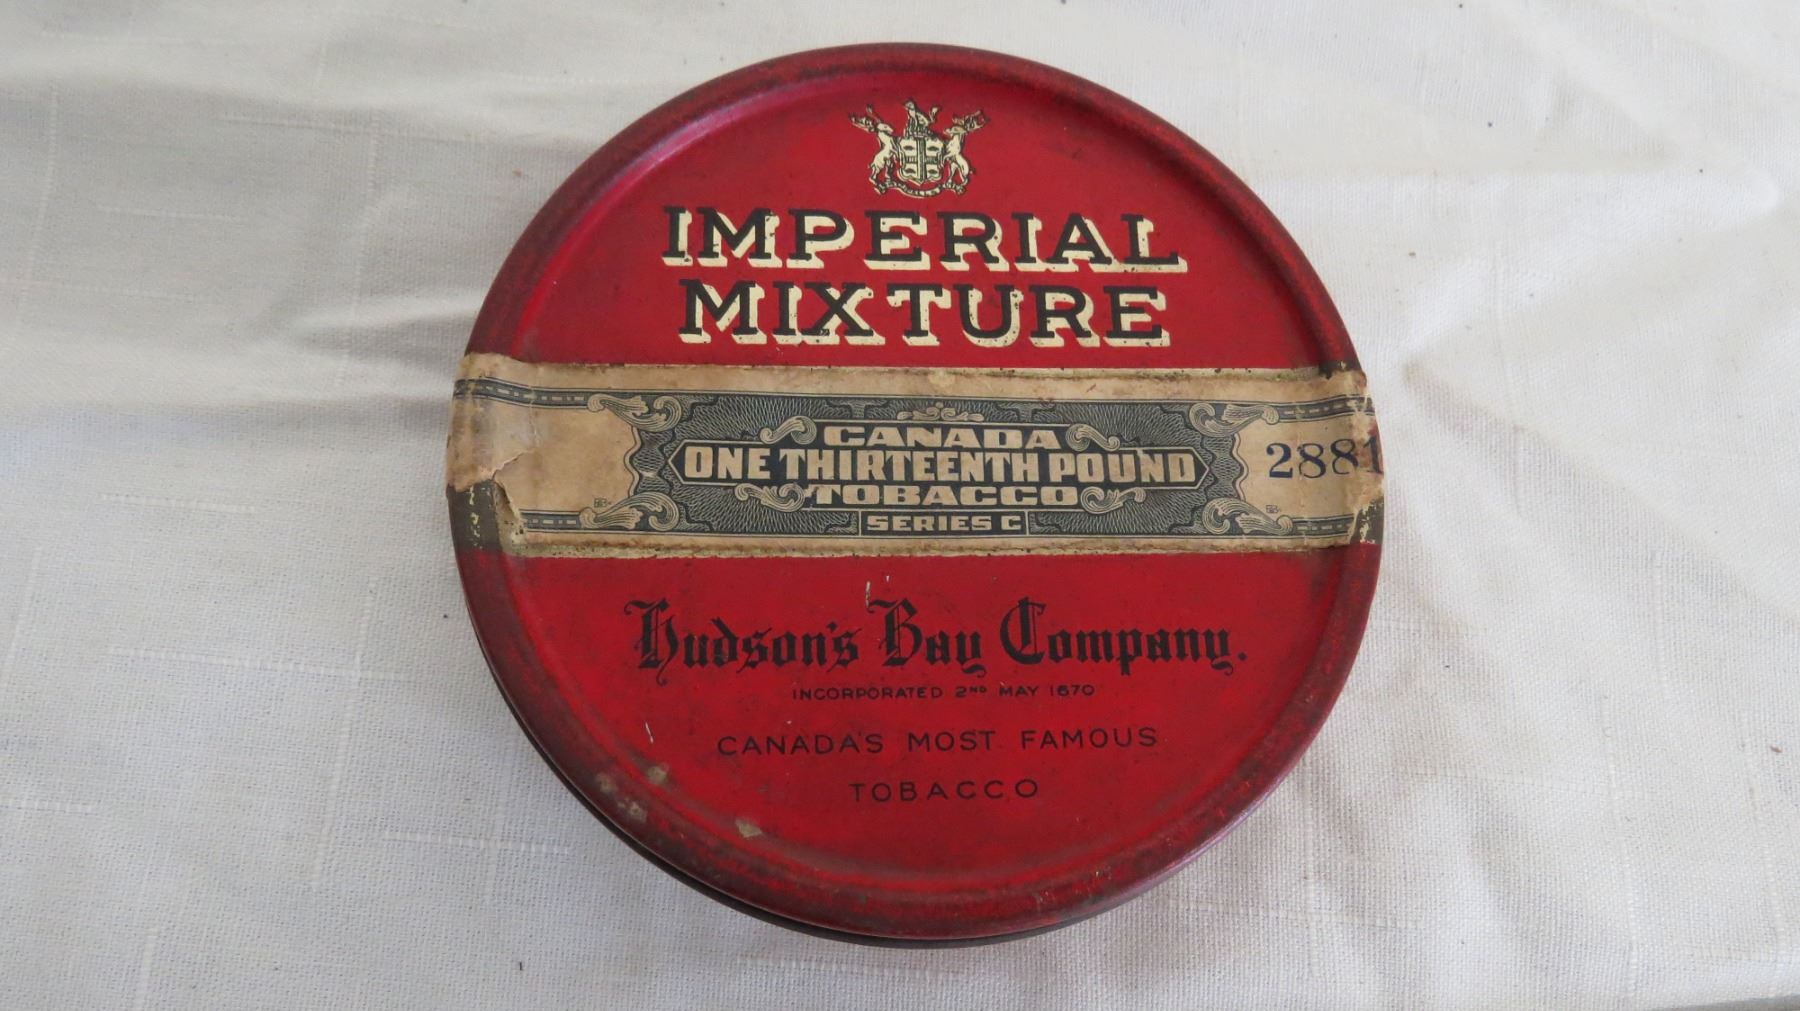 IMPERIAL
MIXTURE
CANADA
ONE THIRTEENTH POUND
TOBACCO
SERIES C
2881
Hudson's Bay Company.
INCORPORATED 2ND MAY 1670
CANADA'S MOST FAMOUS
TOBACCO